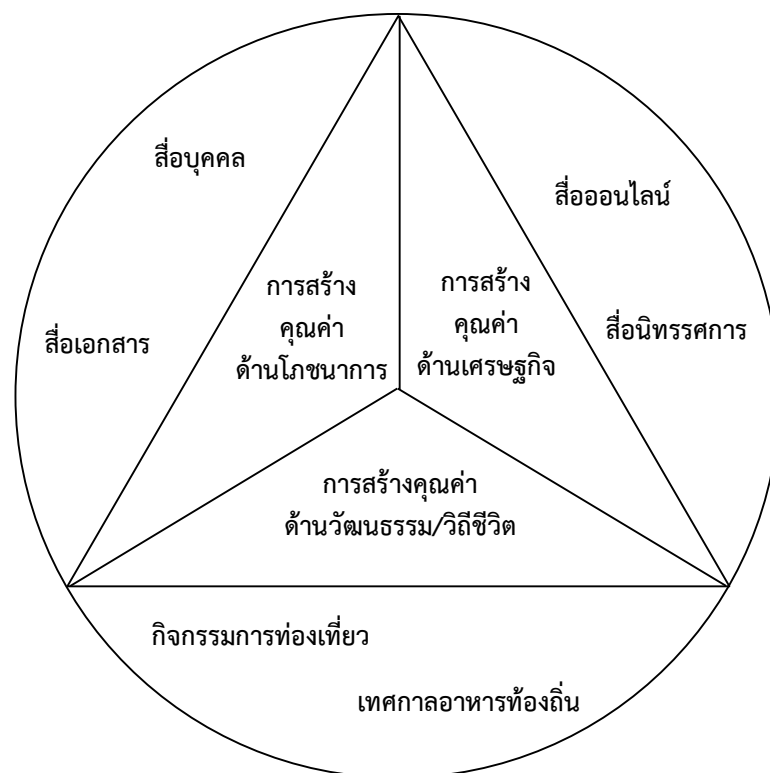 สื่อบุคคล
สื่อออนไลน์
การสร้าง
คุณค่า
ด้านโภชนาการ
การสร้าง
คุณค่า
ด้านเศรษฐกิจ
สื่อเอกสาร
สื่อนิทรรศการ
การสร้างคุณค่า
ด้านวัฒนธรรม/วิถีชีวิต
กิจกรรมการท่องเที่ยว
เทศกาลอาหารท้องถิ่น